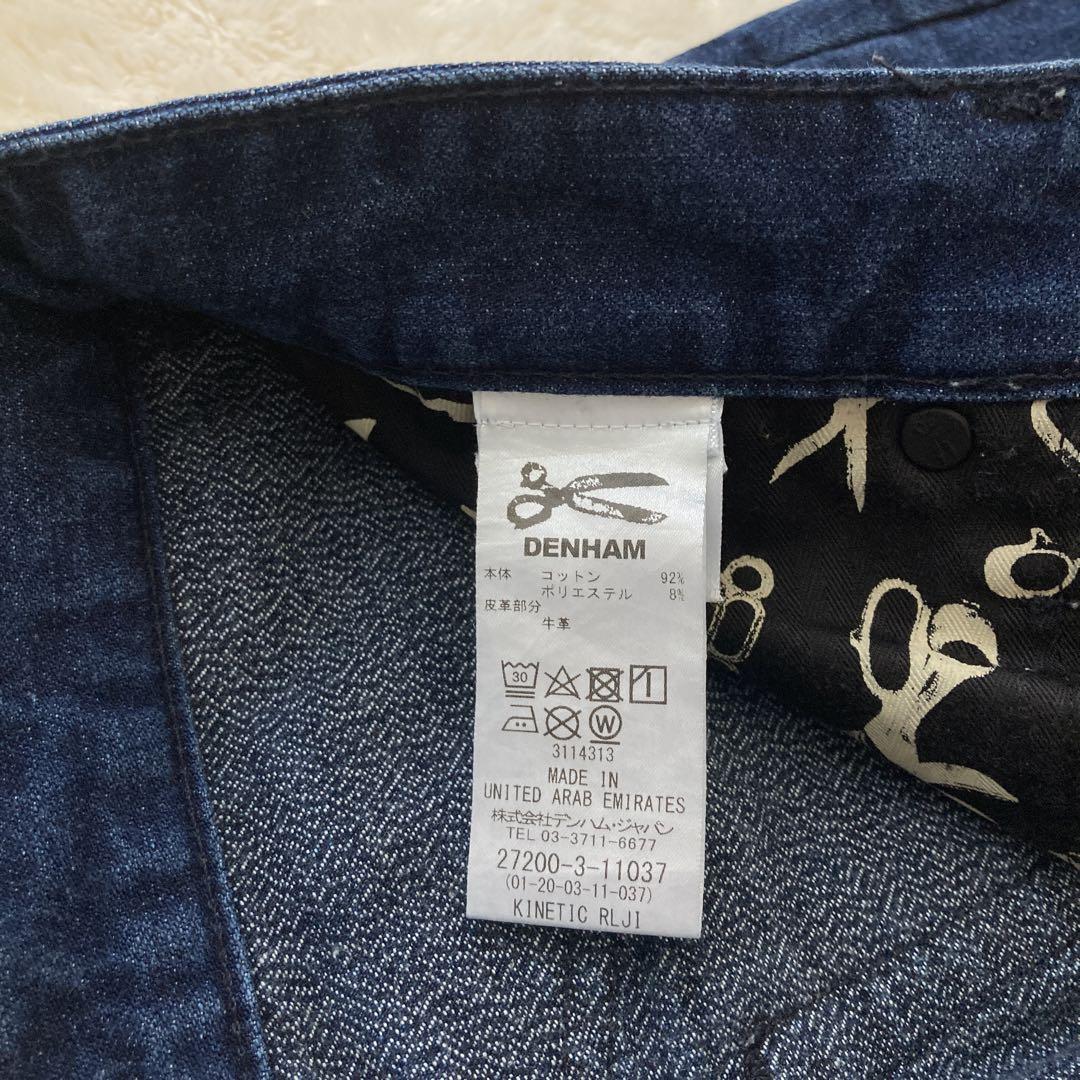 DENHAM
本体 コットン 92%
ポリエステル 8%
皮革部分
牛革
30
W
3114313
MADE IN
UNITED ARAB EMIRATES
株式会社デンハム・ジャパン
TEL 03-3711-6677
27200-3-11037
(01-20-03-11-037)
KINETIC RLJI